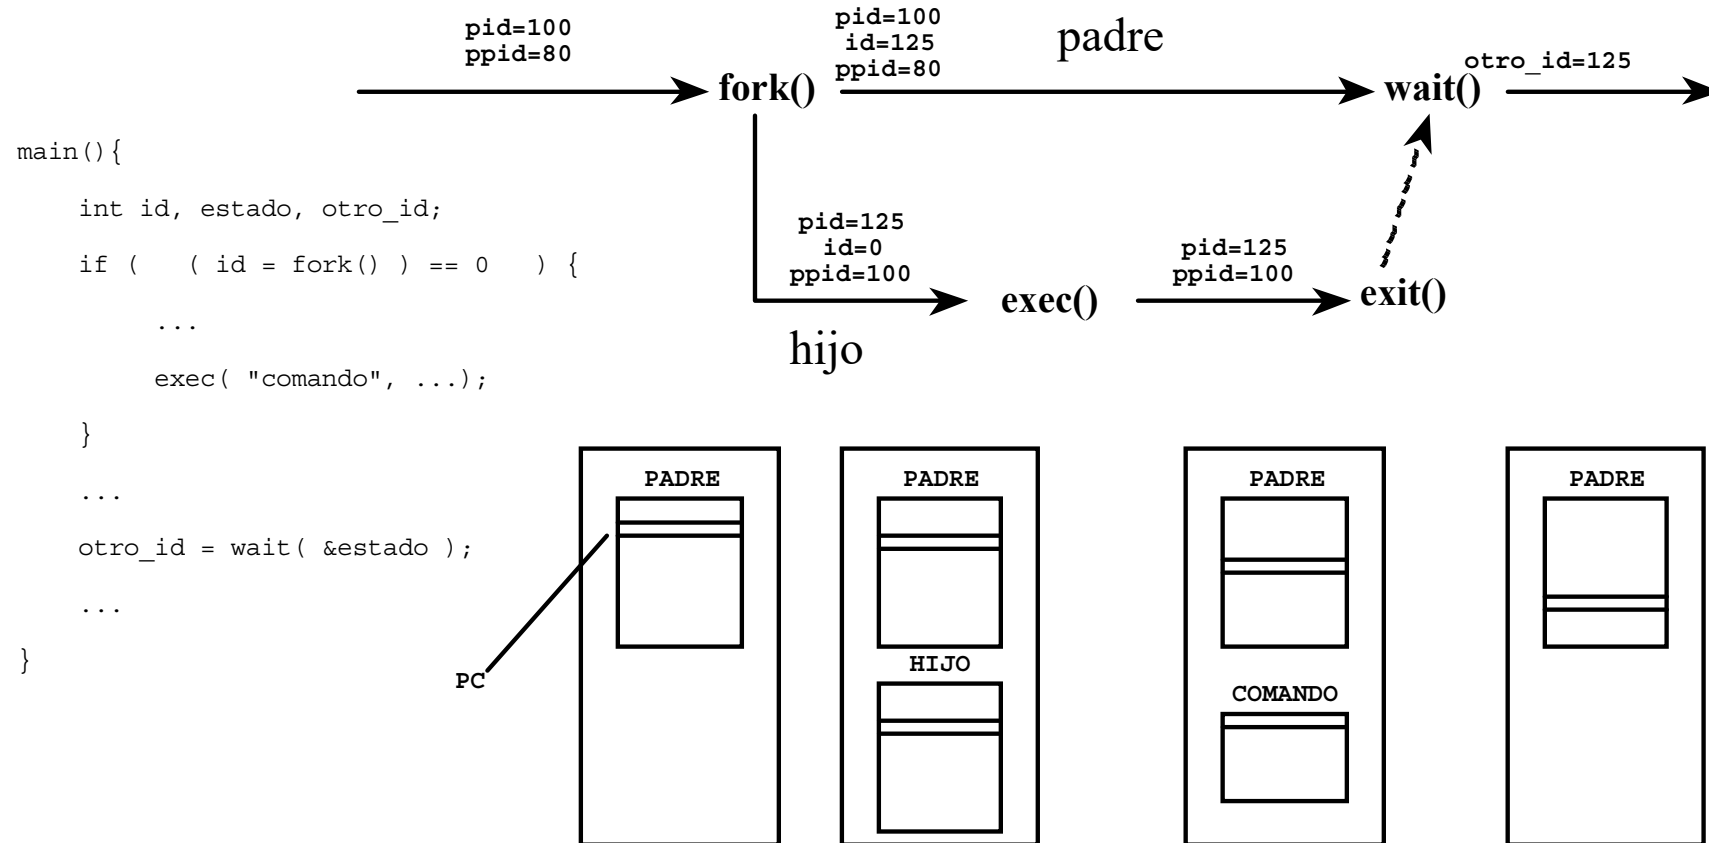 pid=100
ppid=80
pid=100
id=125
ppid=80
padre
otro_id=125
fork()
wait()
main(){
int id, estado, otro_id;
if (   ( id = fork() ) == 0   ) {
...
exec( "comando", ...);
}
...
otro_id = wait( &estado );
...
}
pid=125
id=0
ppid=100
pid=125
ppid=100
exec()
exit()
hijo
PADRE
PC
PADRE
HIJO
PADRE
COMANDO
PADRE